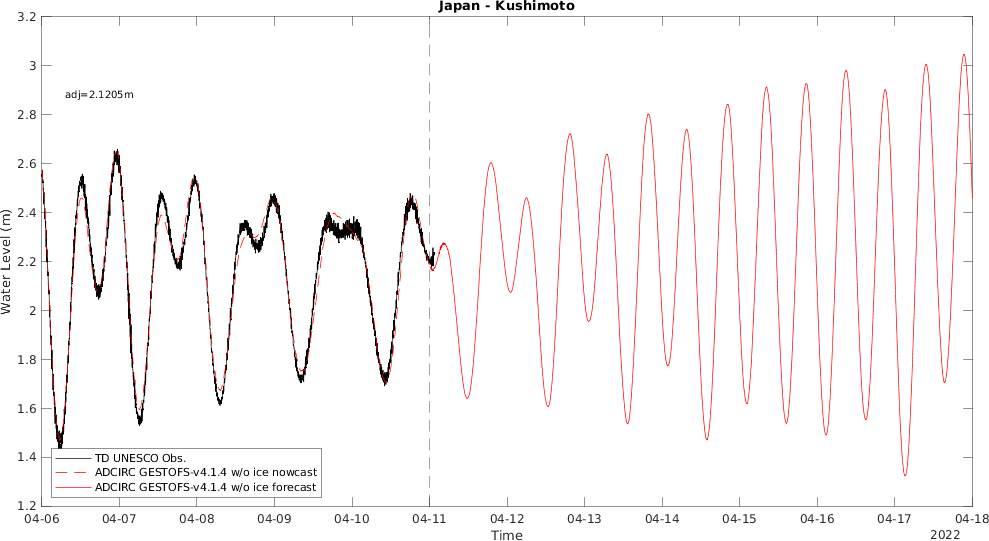 Japan - Kushimoto
3.2
3
2.8
2.6
2.4
2.2
2
1.8
1.6
1.4
1.2
Water Level (m)
adj=2.1205m
TD UNESCO Obs.
ADCIRC GESTOFS-v4.1.4 w/o ice nowcast
ADCIRC GESTOFS-v4.1.4 w/o ice forecast
04-06 04-07 04-08 04-09 04-10 04-11 04-12 04-13 04-14 04-15 04-16 04-17 04-18
Time
2022